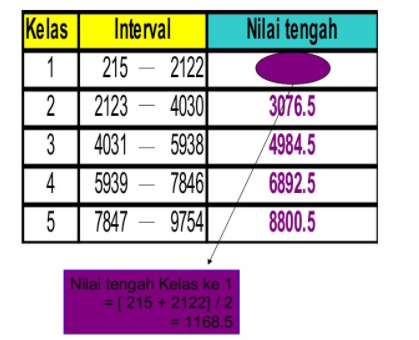 Kelas Interval Nilai tengah
1 215 — 2122
2 2123 — 4030 3076.5
3 4031 — 5938 4984.5
4 5939 — 7846 6892.5
5 7847 — 9754 8800.5
Nilai tengah Kelas ke 1
= [ 215 + 2122] / 2
= 1168.5